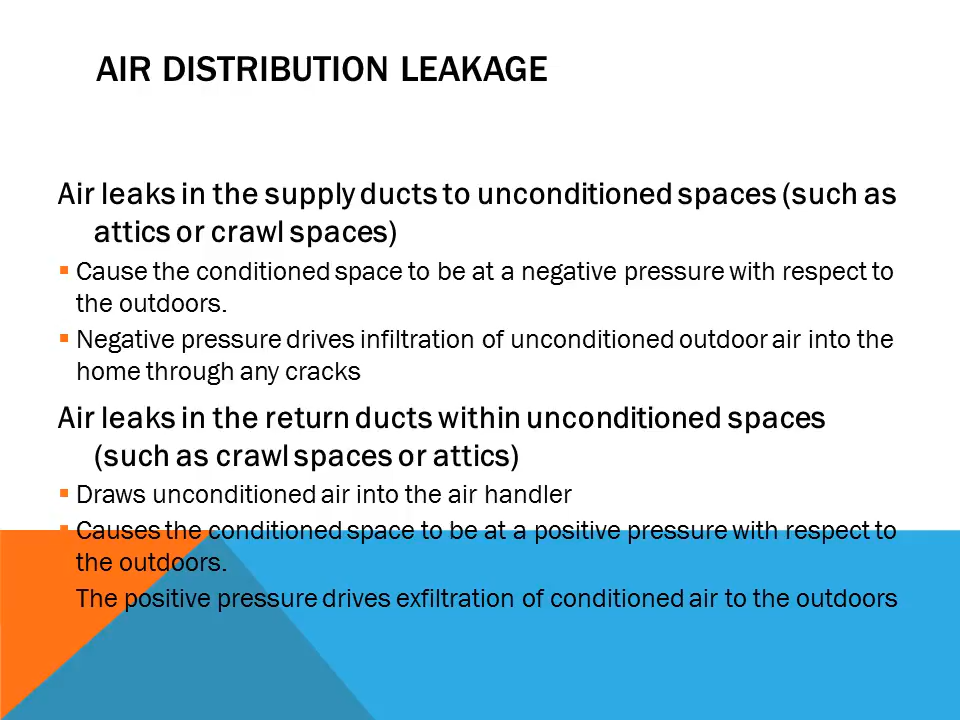 AIR DISTRIBUTION LEAKAGE
Air leaks in the supply ducts to unconditioned spaces (such as
attics or crawl spaces)
Cause the conditioned space to be at a negative pressure with respect to
the outdoors.
Negative pressure drives infiltration of unconditioned outdoor air into the
home through any cracks
Air leaks in the return ducts within unconditioned spaces
(such as crawl spaces or attics)
Draws unconditioned air into the air handler
Causes the conditioned space to be at a positive pressure with respect to
the outdoors.
The positive pressure drives exfiltration of conditioned air to the outdoors